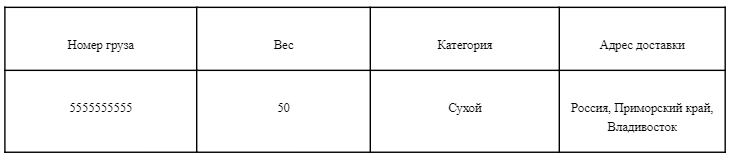 Номер груза Вес Категория Адрес доставки
5555555555 50 Сухой Россия, Приморский край,
Владивосток